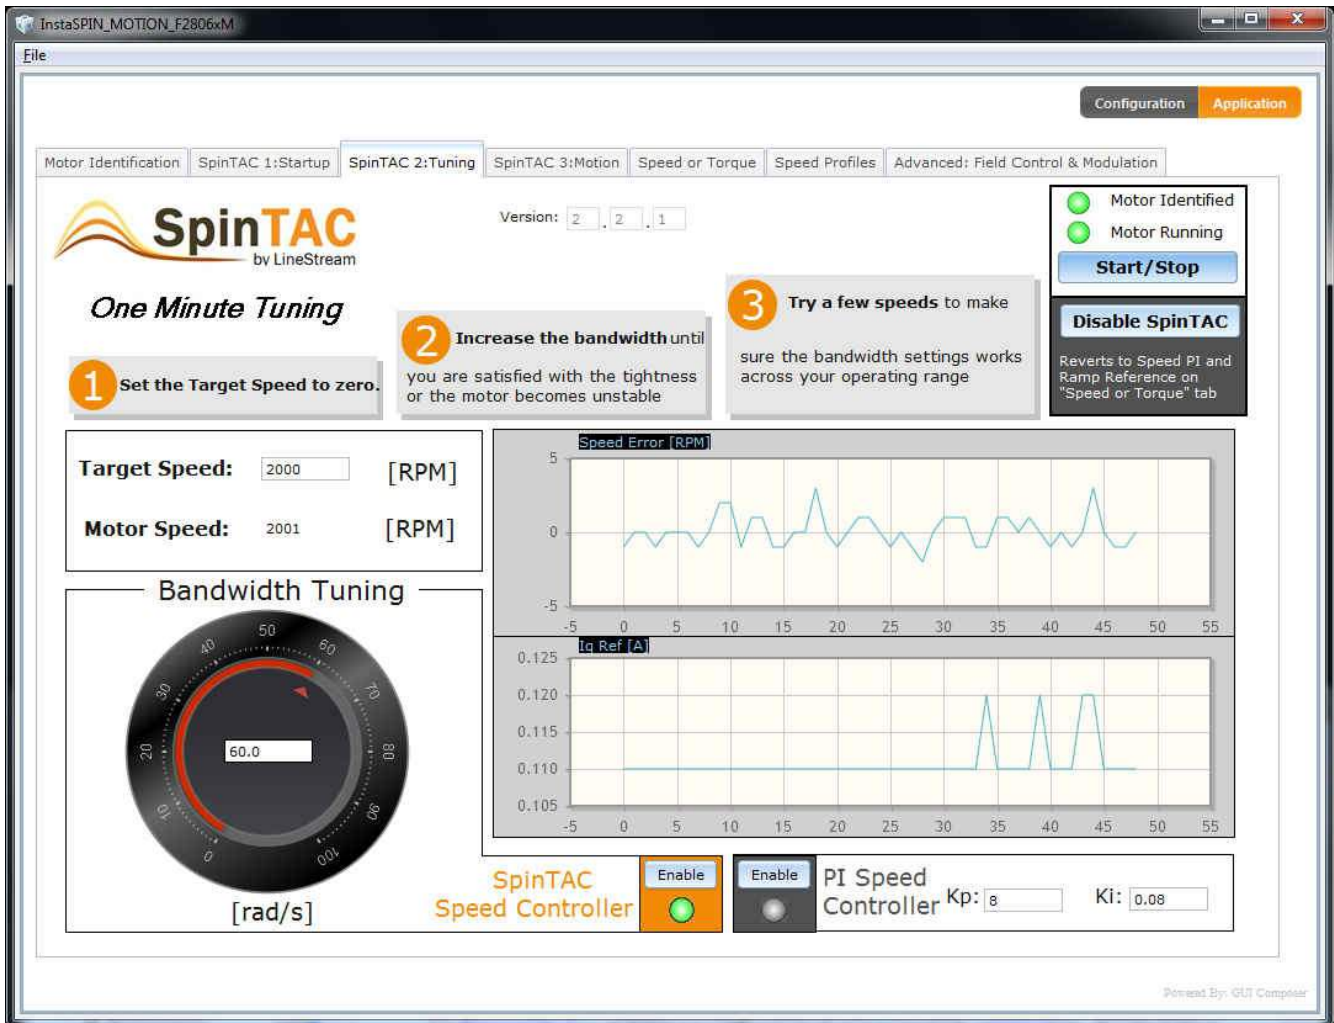 InstaSPIN_MOTION_F2806xM
File
Configuration Application
Motor Identification SpinTAC 1:Startup SpinTAC 2:Tuning SpinTAC 3:Motion Speed or Torque Speed Profiles Advanced: Field Control & Modulation
SpinTAC
by LineStream
Version: 2 . 2 . 1
Motor Identified
Motor Running
Start/Stop
Disable SpinTAC
Reverts to Speed PI and
Ramp Reference on
"Speed or Torque" tab
One Minute Tuning
1 Set the Target Speed to zero.
2 Increase the bandwidth until
you are satisfied with the tightness
or the motor becomes unstable
3 Try a few speeds to make
sure the bandwidth settings works
across your operating range
Target Speed: 2000 [RPM]
Motor Speed: 2001 [RPM]
Speed Error [RPM]
5
0
-5
-5 0 5 10 15 20 25 30 35 40 45 50 55
Iq Ref [A]
0.125
0.120
0.115
0.110
0.105
-5 0 5 10 15 20 25 30 35 40 45 50 55
Bandwidth Tuning
0 10 20 30 40 50 60 70 80 90 100
60.0
[rad/s]
SpinTAC
Speed Controller
Enable
Enable
PI Speed
Controller
Kp: 8
Ki: 0.08
Powered By: GUI Composer